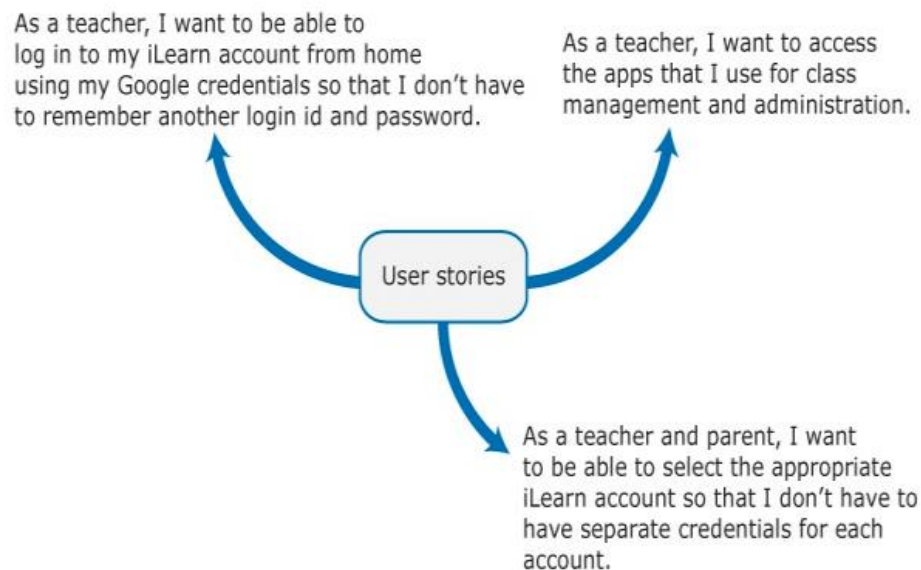 As a teacher, I want to be able to
log in to my iLearn account from home
using my Google credentials so that I don’t have
to remember another login id and password.
As a teacher, I want to access
the apps that I use for class
management and administration.
User stories
As a teacher and parent, I want
to be able to select the appropriate
iLearn account so that I don’t have to
have separate credentials for each
account.